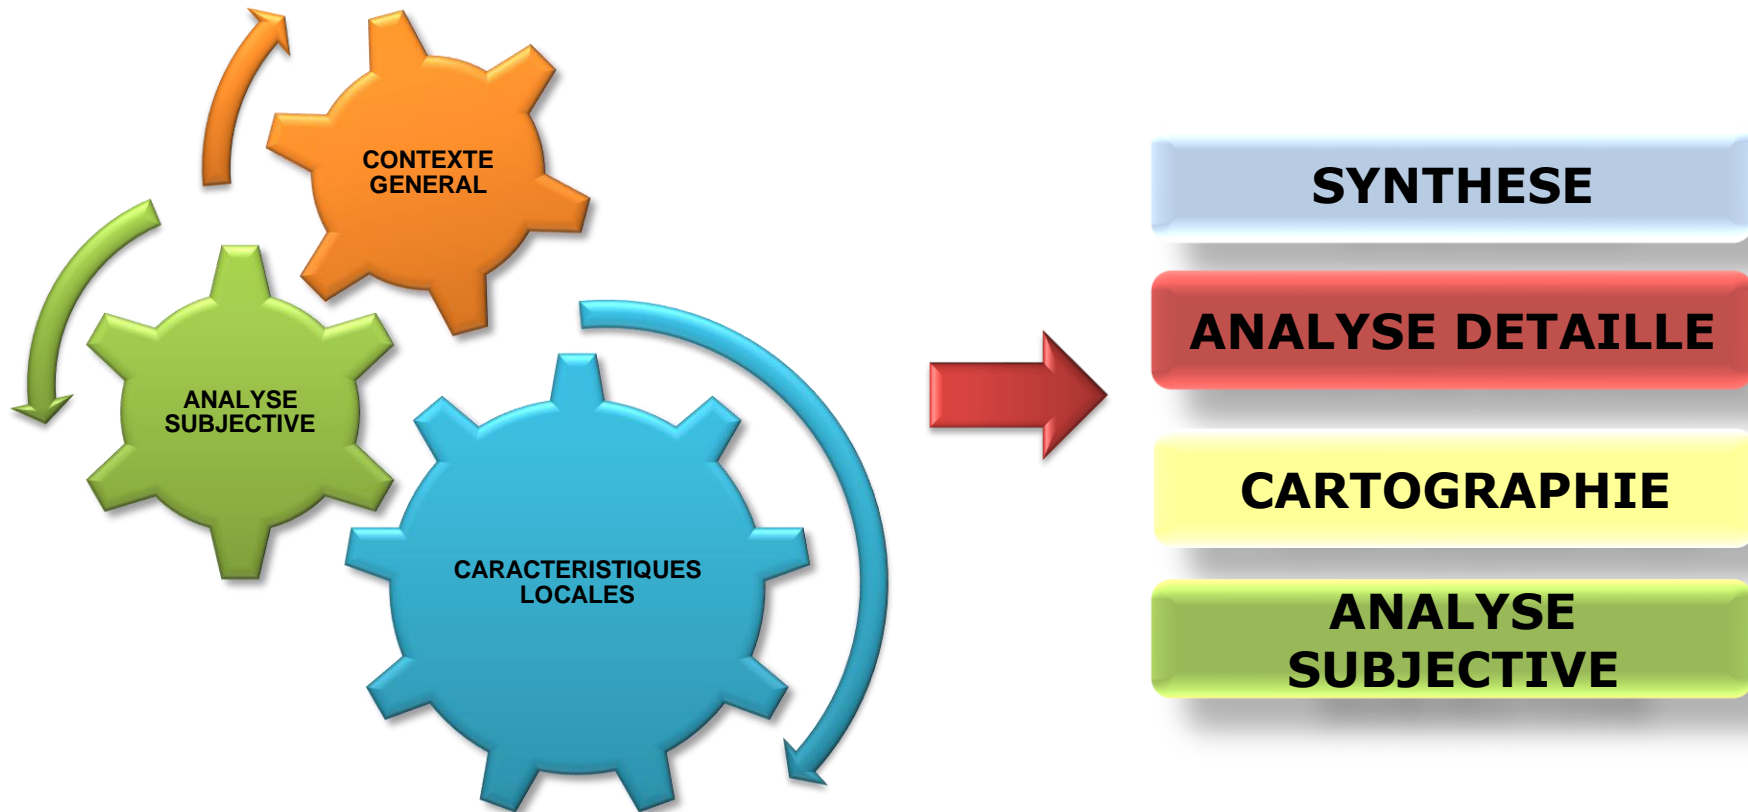 CONTEXTE
GENERAL
ANALYSE
SUBJECTIVE
CARACTERISTIQUES
LOCALES
SYNTHESE
ANALYSE DETAILLE
CARTOGRAPHIE
ANALYSE
SUBJECTIVE